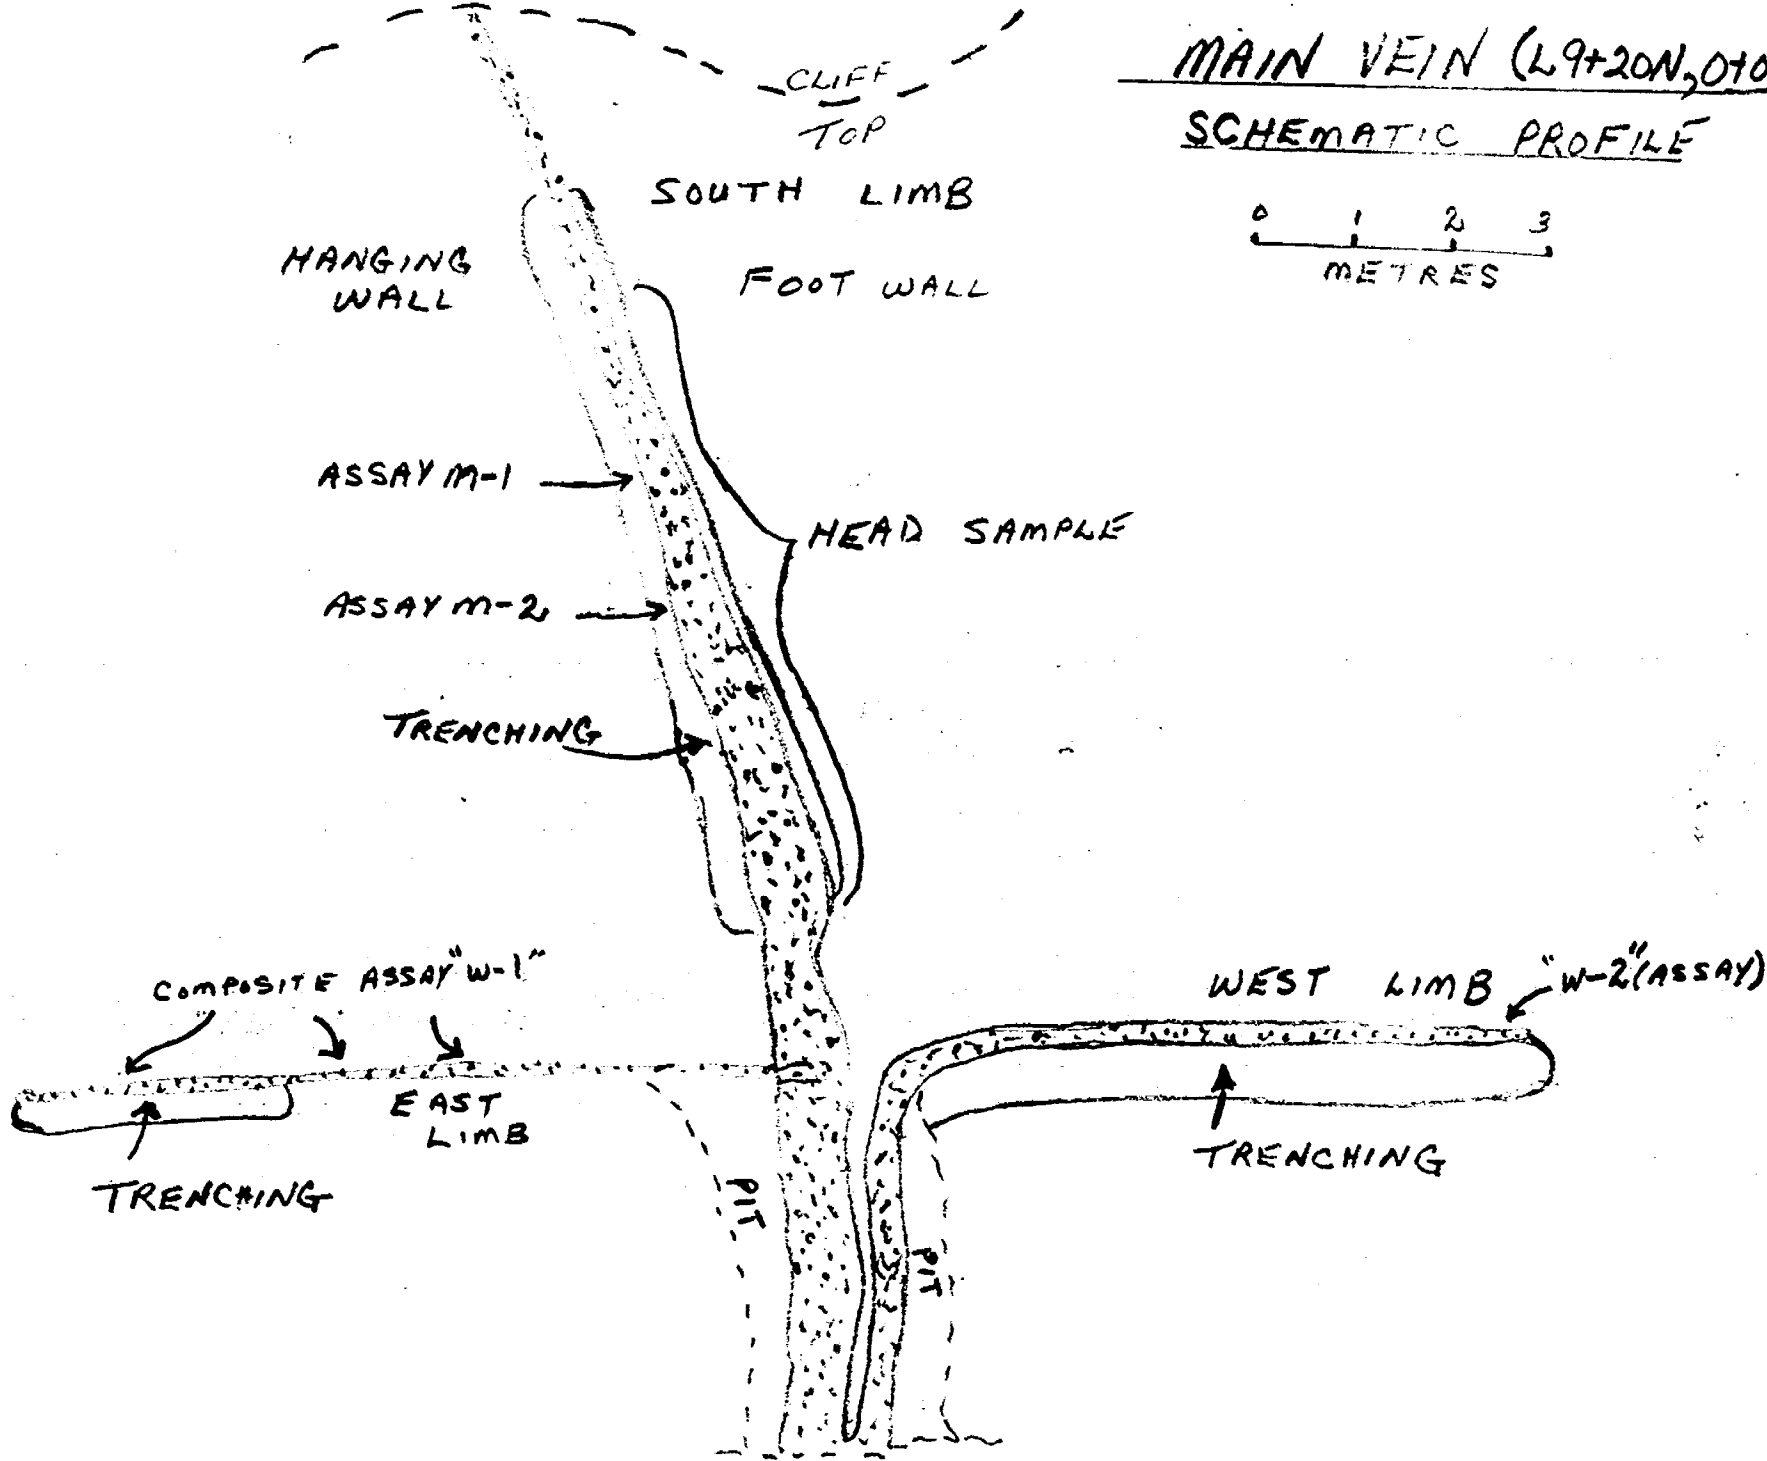 MAIN VEIN (L9+20N, 0+0
SCHEMATIC PROFILE
CLIFF
TOP
SOUTH LIMB
0 1 2 3
METRES
HANGING
WALL
FOOT WALL
ASSAY M-1
HEAD SAMPLE
ASSAY M-2
TRENCHING
COMPOSITE ASSAY "W-1"
WEST LIMB
"W-2" (ASSAY)
EAST
LIMB
TRENCHING
TRENCHING
PIT
PIT